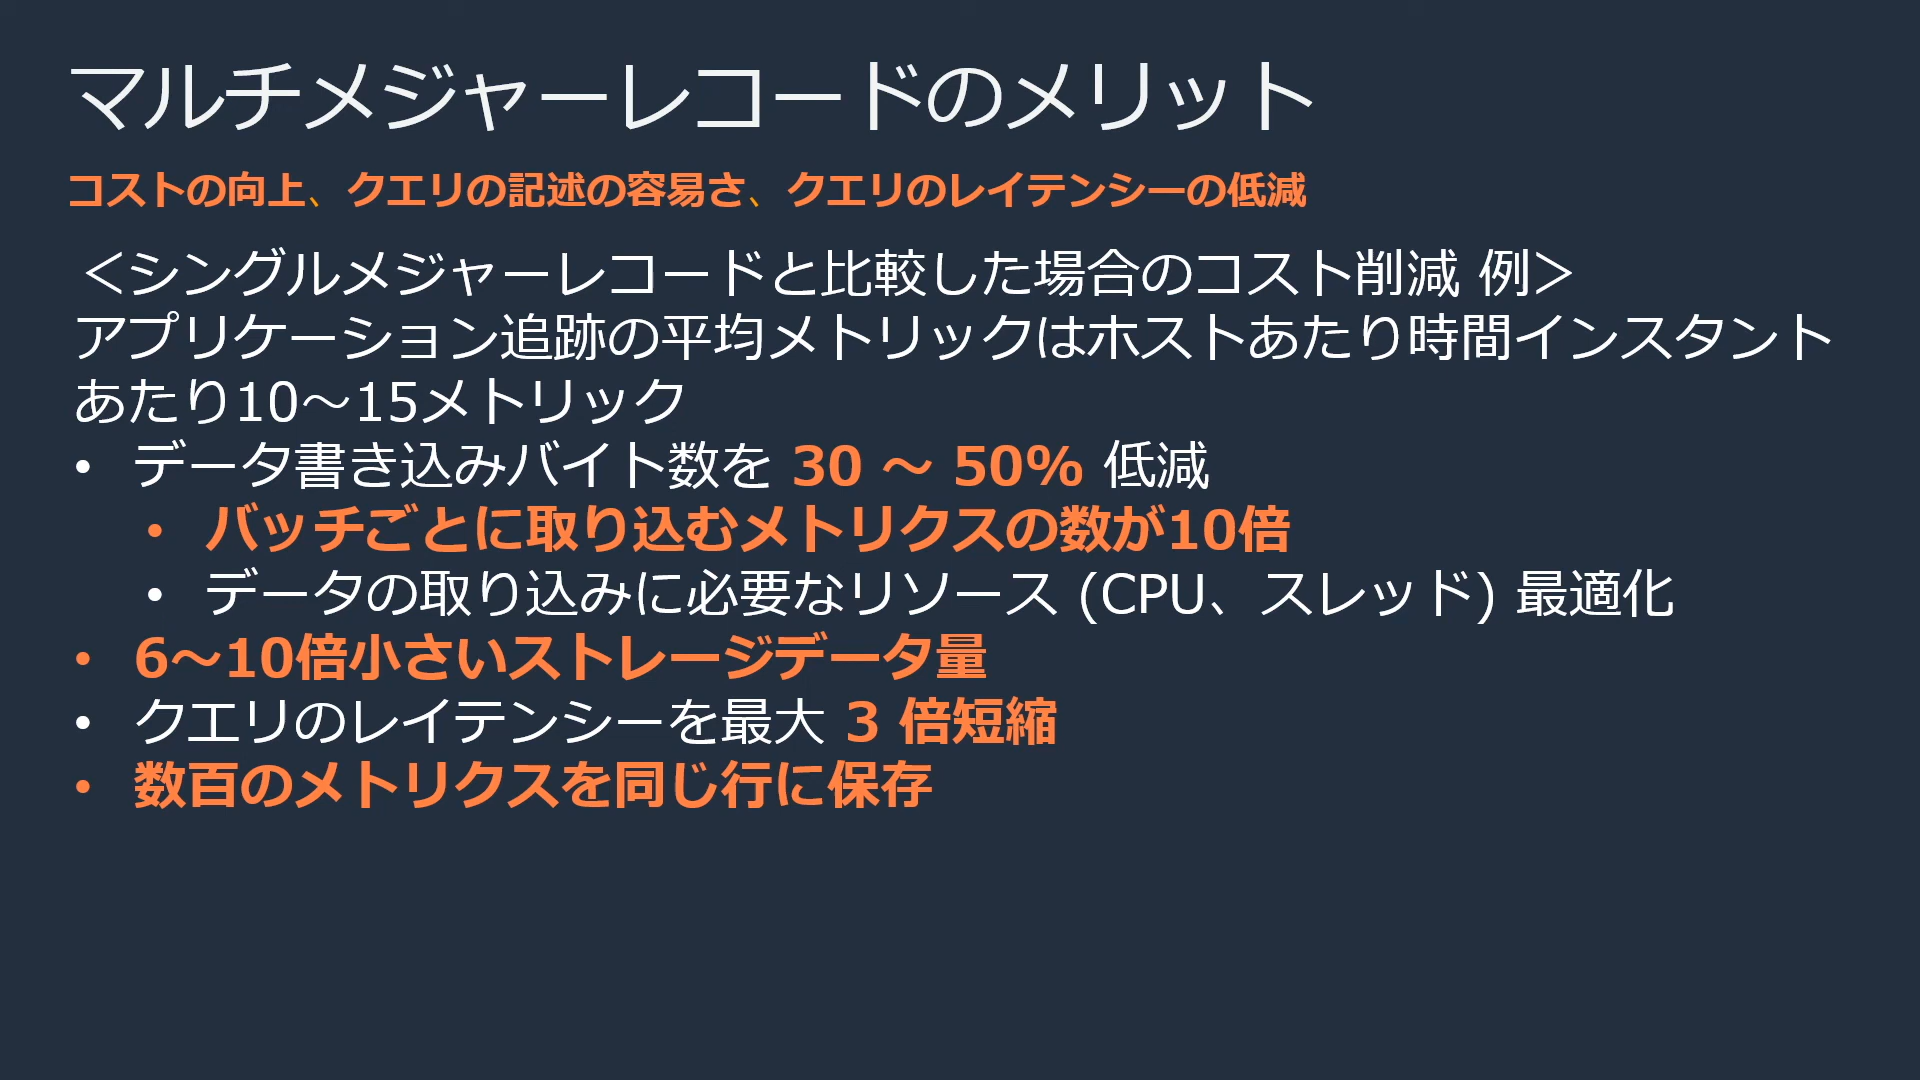 マルチメジャーレコードのメリット
コストの向上、クエリの記述の容易さ、クエリのレイテンシーの低減
＜シングルメジャーレコードと比較した場合のコスト削減 例＞
アプリケーション追跡の平均メトリックはホストあたり時間インスタント
あたり10～15メトリック
• データ書き込みバイト数を 30 ～ 50% 低減
• バッチごとに取り込むメトリクスの数が10倍
• データの取り込みに必要なリソース (CPU、スレッド) 最適化
• 6～10倍小さいストレージデータ量
• クエリのレイテンシーを最大 3 倍短縮
• 数百のメトリクスを同じ行に保存